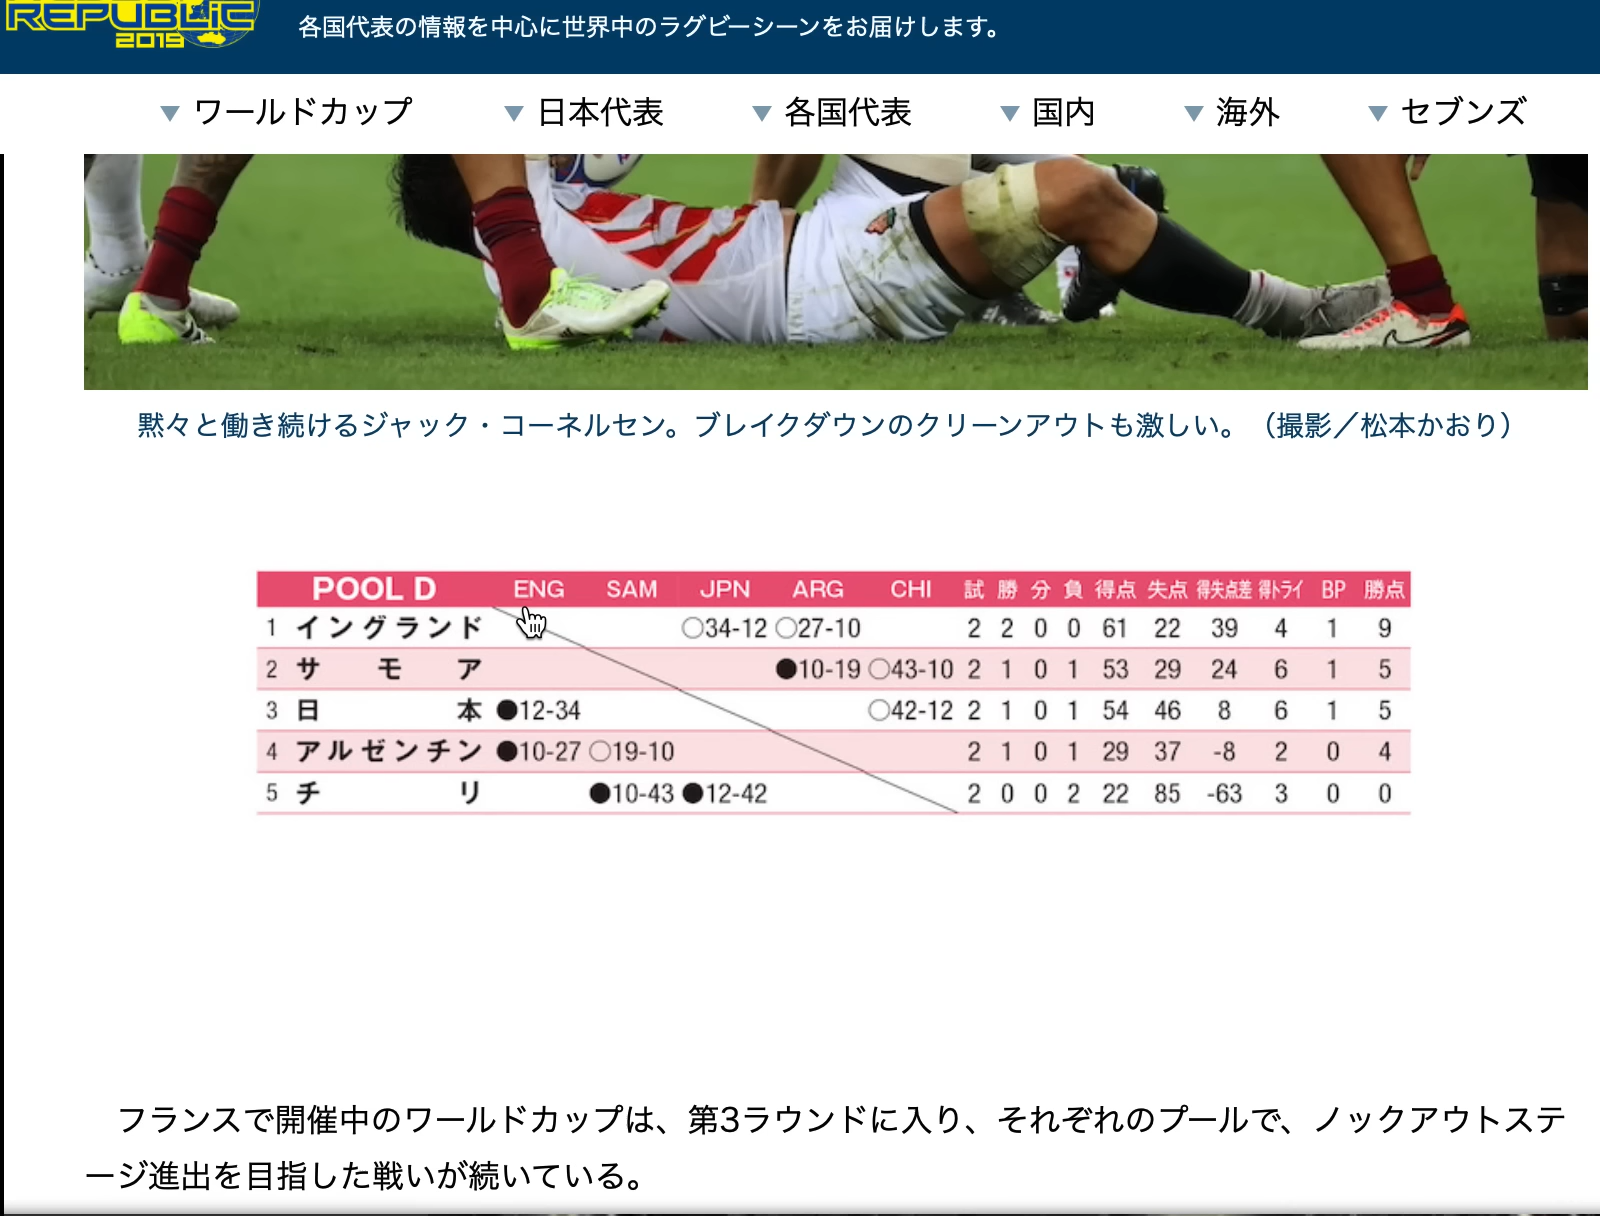 REPUBLIC
2019
各国代表の情報を中心に世界中のラグビーシーンをお届けします。
▼ ワールドカップ ▼ 日本代表 ▼ 各国代表 ▼ 国内 ▼ 海外 ▼ セブンズ
黙々と働き続けるジャック・コーネルセン。ブレイクダウンのクリーンアウトも激しい。（撮影／松本かおり）
POOL D ENG SAM JPN ARG CHI 試 勝 分 負 得点 失点 得失点差 得トライ BP 勝点
1 イングランド ○34-12 ○27-10 2 2 0 0 61 22 39 4 1 9
2 サモア ●10-19 ○43-10 2 1 0 1 53 29 24 6 1 5
3 日本 ●12-34 ○42-12 2 1 0 1 54 46 8 6 1 5
4 アルゼンチン ●10-27 ○19-10 2 1 0 1 29 37 -8 2 0 4
5 チリ ●10-43 ●12-42 2 0 0 2 22 85 -63 3 0 0
フランスで開催中のワールドカップは、第3ラウンドに入り、それぞれのプールで、ノックアウトステ
ージ進出を目指した戦いが続いている。